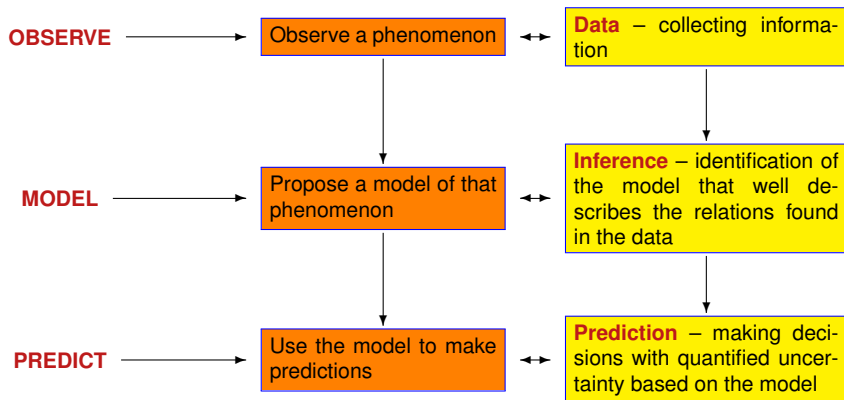 OBSERVE
Observe a phenomenon
Data – collecting informa-
tion
MODEL
Propose a model of that
phenomenon
Inference – identification of
the model that well de-
scribes the relations found
in the data
PREDICT
Use the model to make
predictions
Prediction – making deci-
sions with quantified uncer-
tainty based on the model